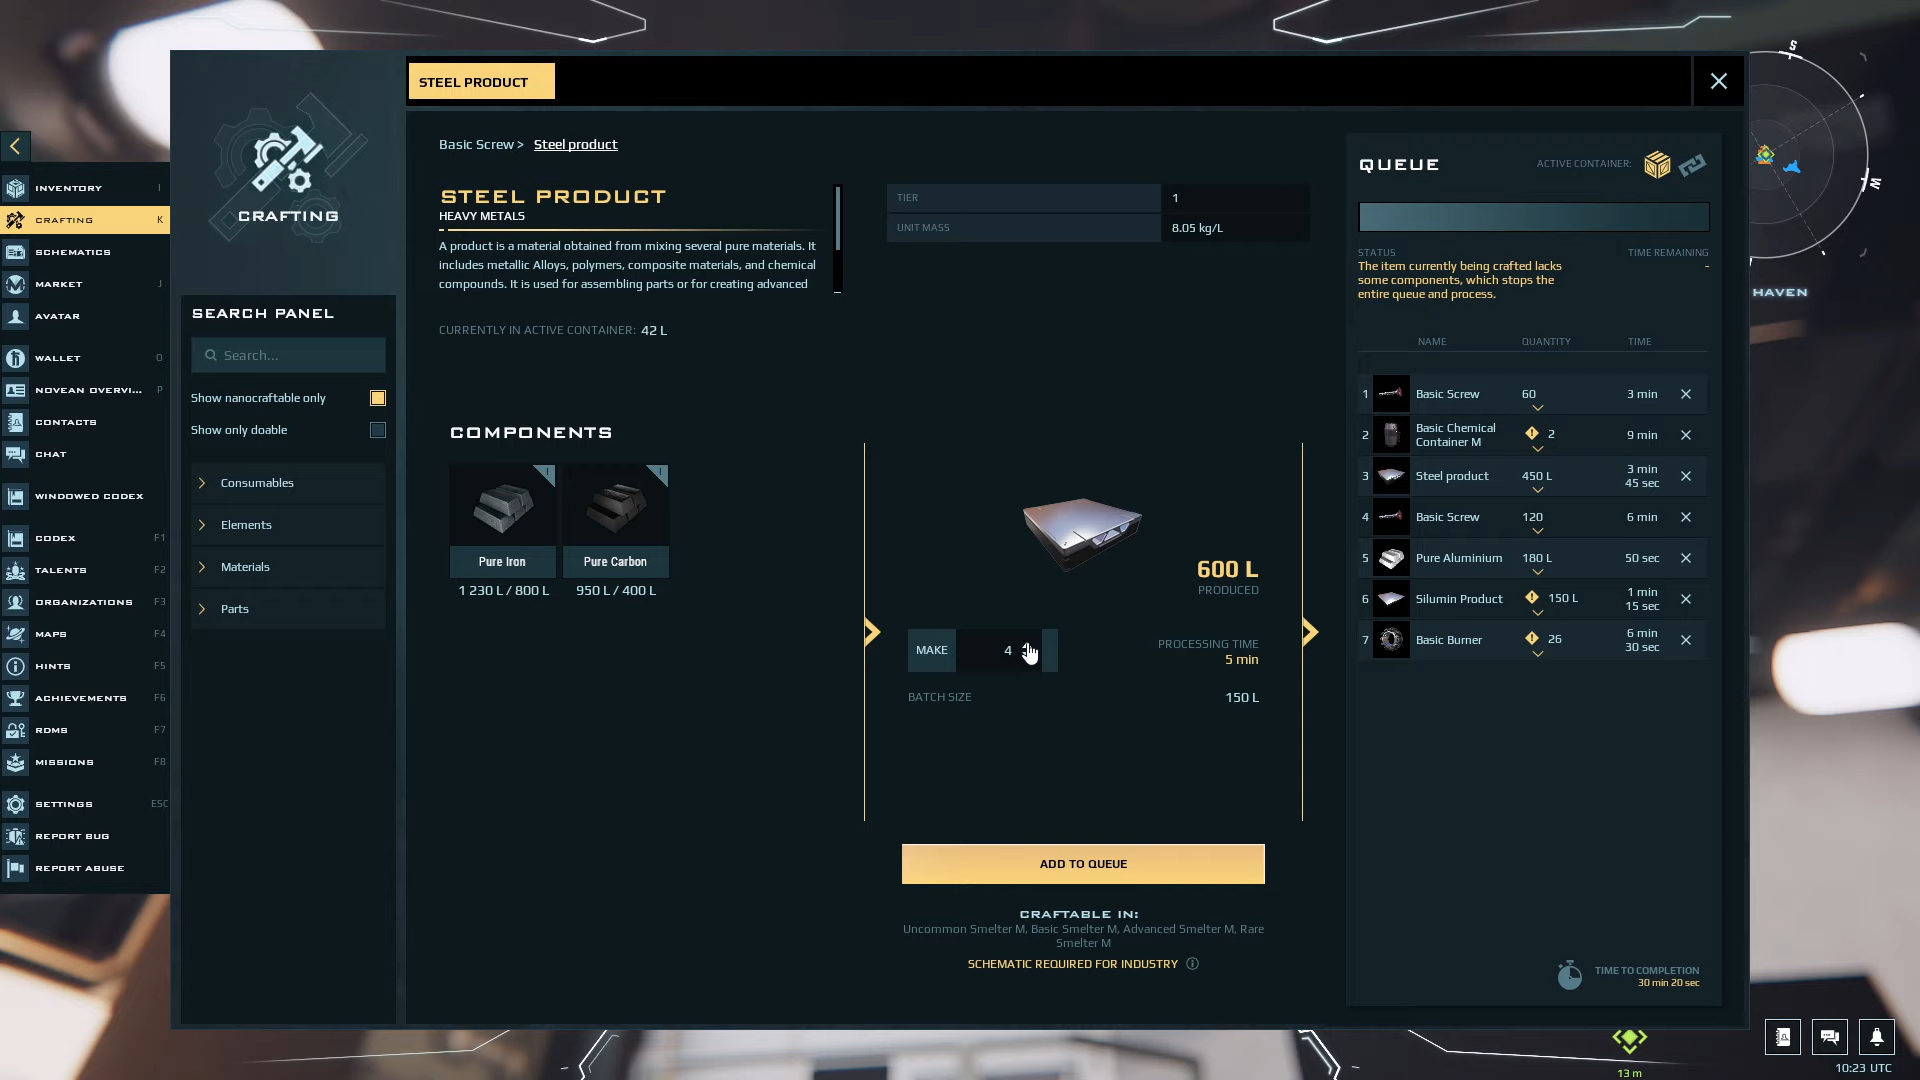 STEEL PRODUCT
S
W
HAVEN
INVENTORY I
CRAFTING K
SCHEMATICS
MARKET J
AVATAR
WALLET O
NOVEAN OVERVI... P
CONTACTS
CHAT
WINDOWED CODEX
CODEX F1
TALENTS F2
ORGANIZATIONS F3
MAPS F4
HINTS F5
ACHIEVEMENTS F6
RDMS F7
MISSIONS F8
SETTINGS ESC
REPORT BUG
REPORT ABUSE
CRAFTING
SEARCH PANEL
Search...
Show nanocraftable only
Show only doable
Consumables
Elements
Materials
Parts
Basic Screw > Steel product
STEEL PRODUCT
HEAVY METALS
A product is a material obtained from mixing several pure materials. It
includes metallic Alloys, polymers, composite materials, and chemical
compounds. It is used for assembling parts or for creating advanced
CURRENTLY IN ACTIVE CONTAINER: 42 L
TIER 1
UNIT MASS 8.05 kg/L
COMPONENTS
I I
Pure Iron Pure Carbon
1 230 L / 800 L 950 L / 400 L
600 L
PRODUCED
MAKE 4
PROCESSING TIME
5 min
BATCH SIZE 150 L
ADD TO QUEUE
CRAFTABLE IN:
Uncommon Smelter M, Basic Smelter M, Advanced Smelter M, Rare
Smelter M
SCHEMATIC REQUIRED FOR INDUSTRY
QUEUE ACTIVE CONTAINER:
STATUS TIME REMAINING
The item currently being crafted lacks -
some components, which stops the
entire queue and process.
NAME QUANTITY TIME
1 Basic Screw 60 3 min
2 Basic Chemical Container M 2 9 min
3 Steel product 450 L 3 min 45 sec
4 Basic Screw 120 6 min
5 Pure Aluminium 180 L 50 sec
6 Silumin Product 150 L 1 min 15 sec
7 Basic Burner 26 6 min 30 sec
TIME TO COMPLETION
30 min 20 sec
13 m
10:23 UTC